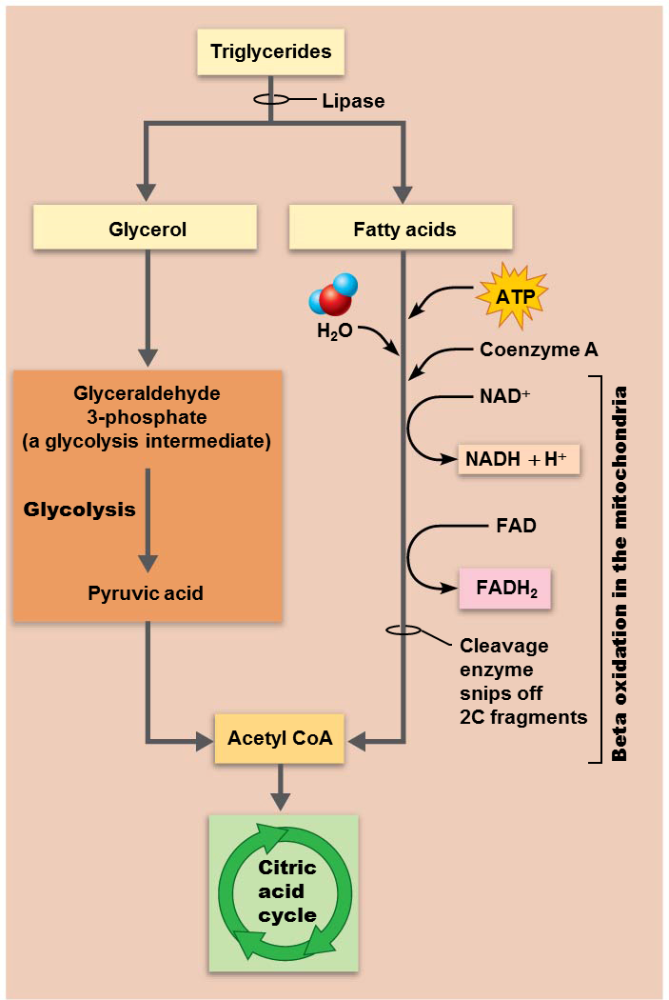 Triglycerides
Lipase
Glycerol
Fatty acids
H₂O
ATP
Coenzyme A
NAD⁺
NADH + H⁺
FAD
FADH₂
Cleavage
enzyme
snips off
2C fragments
Beta oxidation in the mitochondria
Glyceraldehyde
3-phosphate
(a glycolysis intermediate)
Glycolysis
Pyruvic acid
Acetyl CoA
Citric
acid
cycle